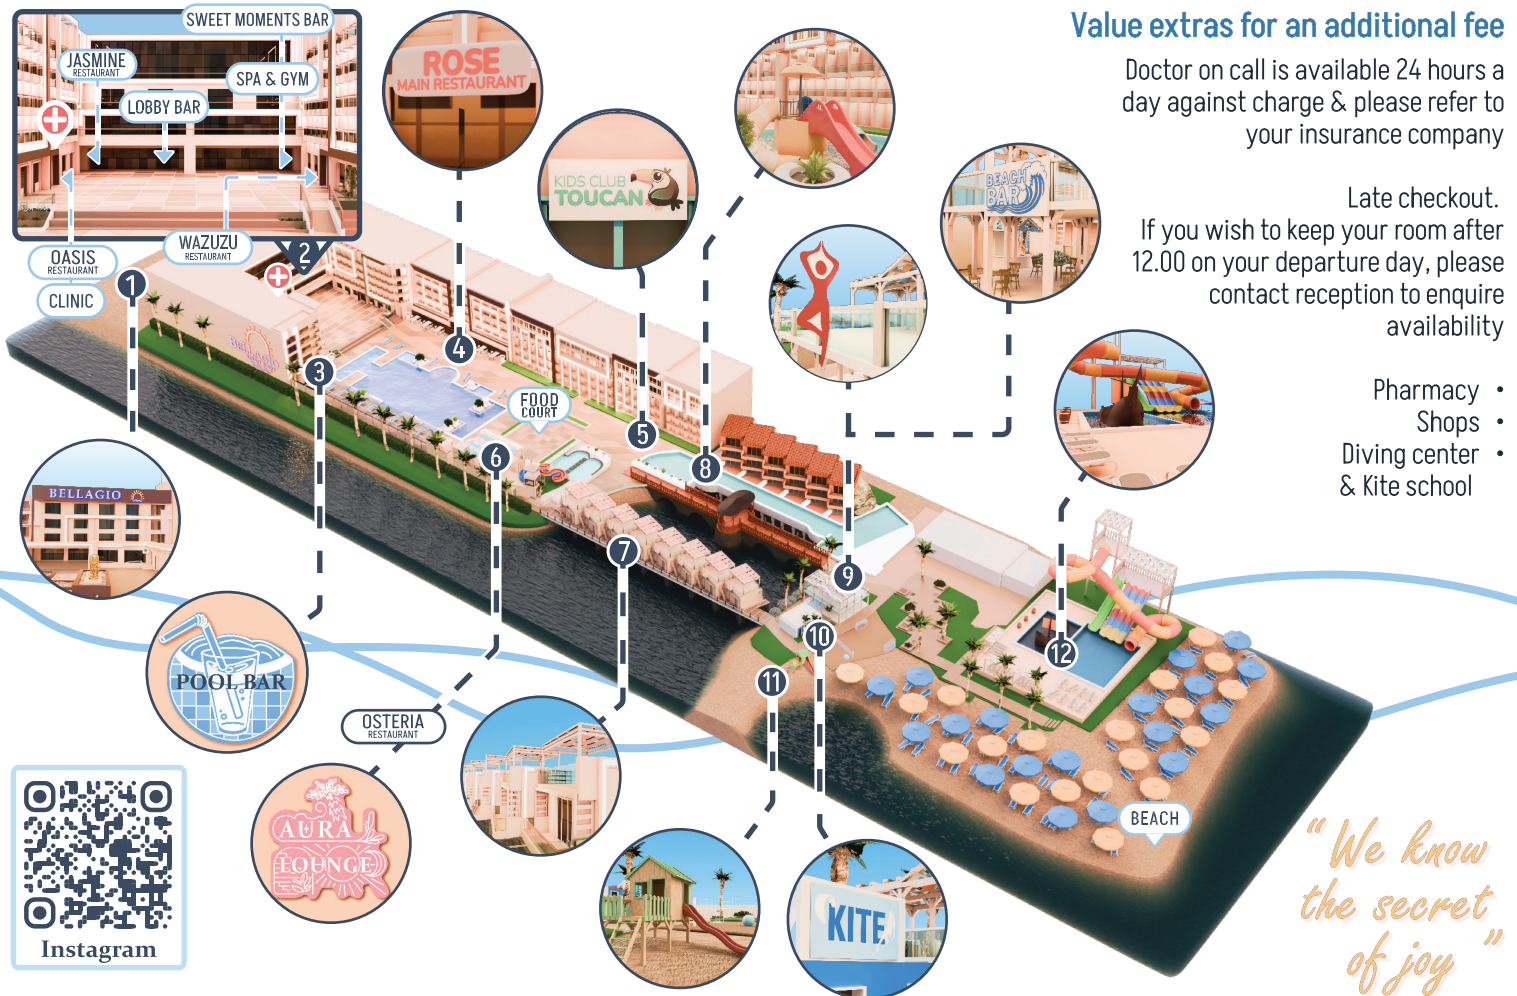 SWEET MOMENTS BAR
JASMINE
RESTAURANT
SPA & GYM
LOBBY BAR
OASIS
RESTAURANT
CLINIC
WAZUZU
RESTAURANT
ROSE
MAIN RESTAURANT
KIDS CLUB
TOUCAN
BEACH
BAR
Value extras for an additional fee
Doctor on call is available 24 hours a
day against charge & please refer to
your insurance company
Late checkout.
If you wish to keep your room after
12.00 on your departure day, please
contact reception to enquire
availability
Pharmacy •
Shops •
Diving center •
& Kite school
1
2
3
4
5
6
7
8
9
10
11
12
BELLAGIO
FOOD
COURT
BELLAGIO
POOL BAR
OSTERIA
RESTAURANT
AURA
LOUNGE
KITE
BEACH
Instagram
"We know
the secret
of joy"